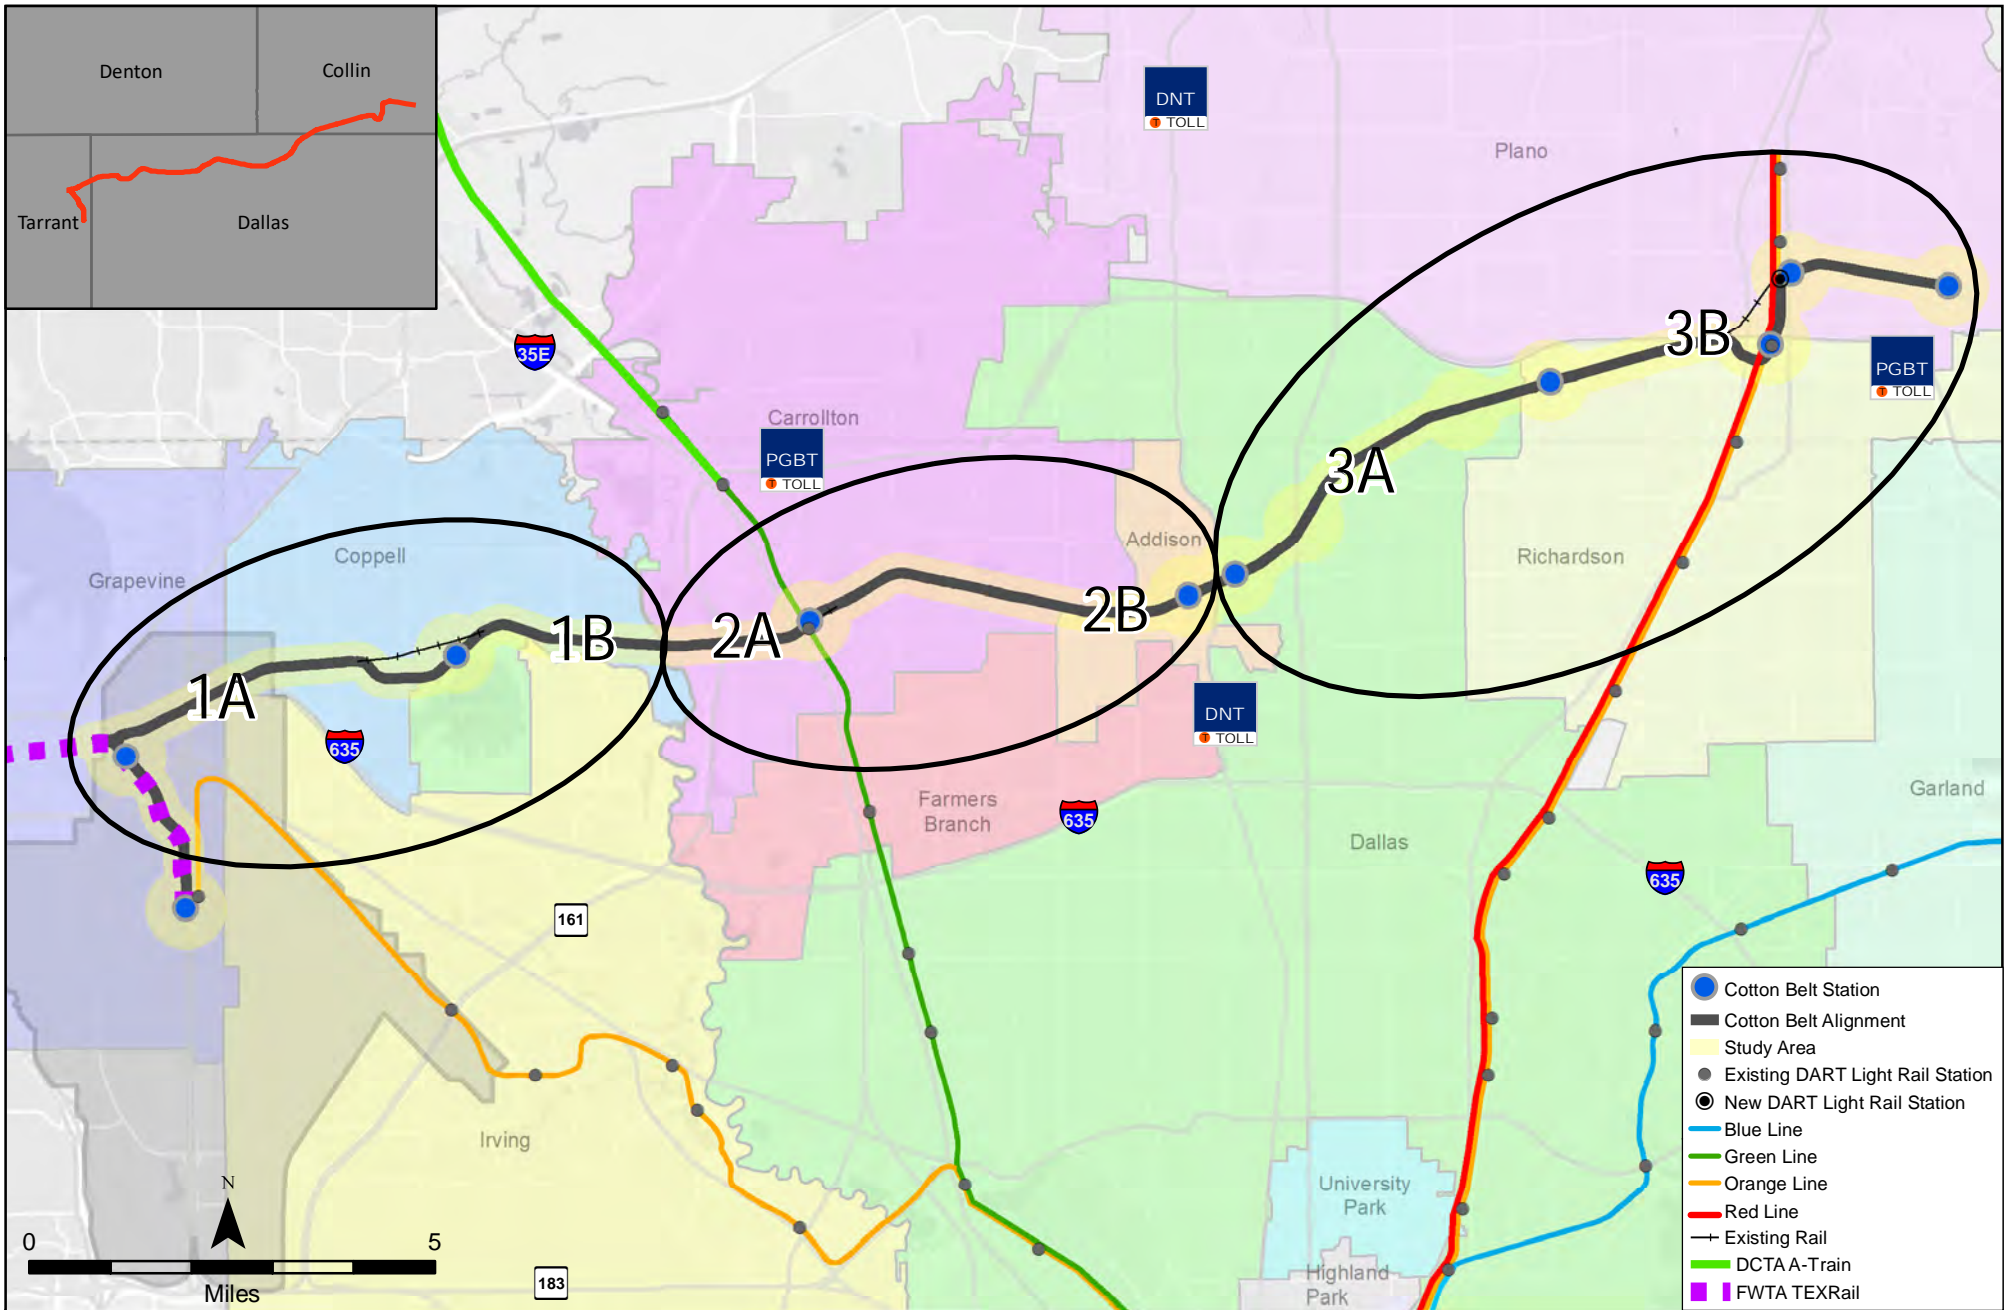 Denton
Collin
Tarrant
Dallas
DNT
T TOLL
Plano
35E
3B
PGBT
T TOLL
Carrollton
PGBT
T TOLL
3A
Addison
Coppell
Grapevine
Richardson
2B
1B
2A
1A
DNT
T TOLL
635
Farmers
Branch
635
Garland
Dallas
635
161
Irving
University
Park
Highland
Park
183
N
0
5
Miles
Cotton Belt Station
Cotton Belt Alignment
Study Area
Existing DART Light Rail Station
New DART Light Rail Station
Blue Line
Green Line
Orange Line
Red Line
Existing Rail
DCTA A-Train
FWTA TEXRail